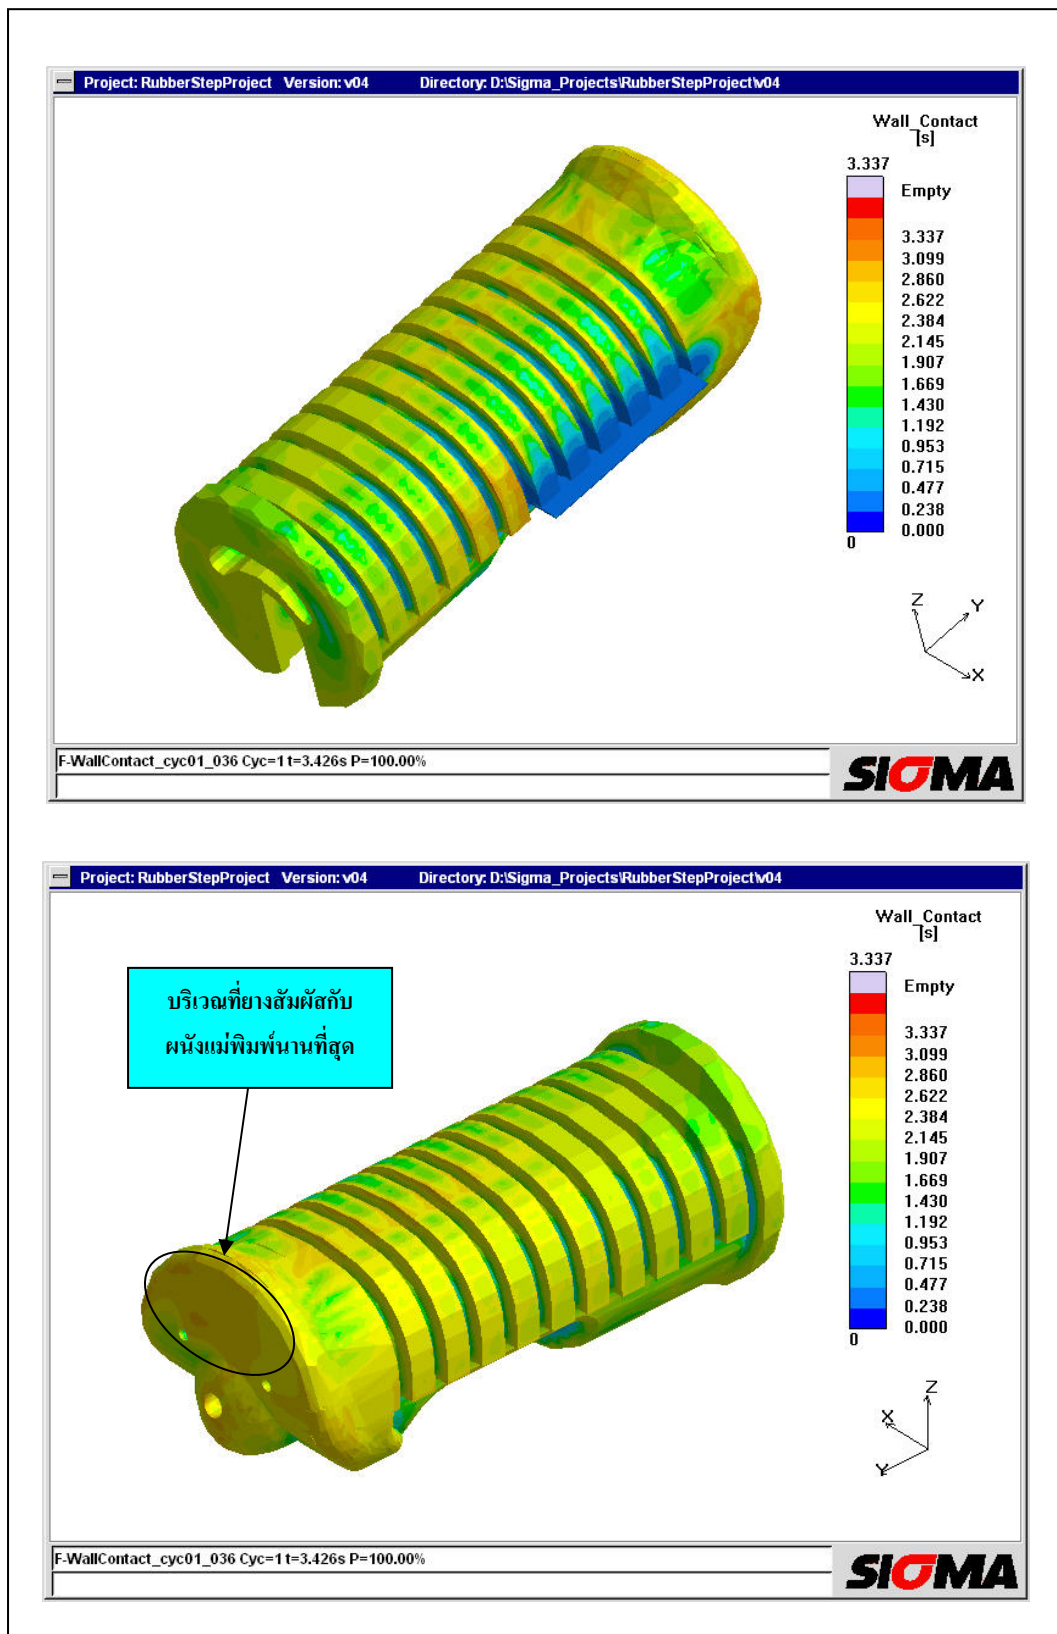 Project: RubberStepProject Version: v04 Directory: D:\Sigma_Projects\RubberStepProject\v04
Wall_Contact
[s]
3.337
Empty
3.337
3.099
2.860
2.622
2.384
2.145
1.907
1.669
1.430
1.192
0.953
0.715
0.477
0.238
0.000
0
Z
Y
X
F-WallContact_cyc01_036 Cyc=1 t=3.426s P=100.00%
SIGMA
Project: RubberStepProject Version: v04 Directory: D:\Sigma_Projects\RubberStepProject\v04
Wall_Contact
[s]
3.337
Empty
3.337
3.099
2.860
2.622
2.384
2.145
1.907
1.669
1.430
1.192
0.953
0.715
0.477
0.238
0.000
0
บริเวณที่ยางสัมผัสกับ
ผนังแม่พิมพ์นานที่สุด
Z
X
Y
F-WallContact_cyc01_036 Cyc=1 t=3.426s P=100.00%
SIGMA